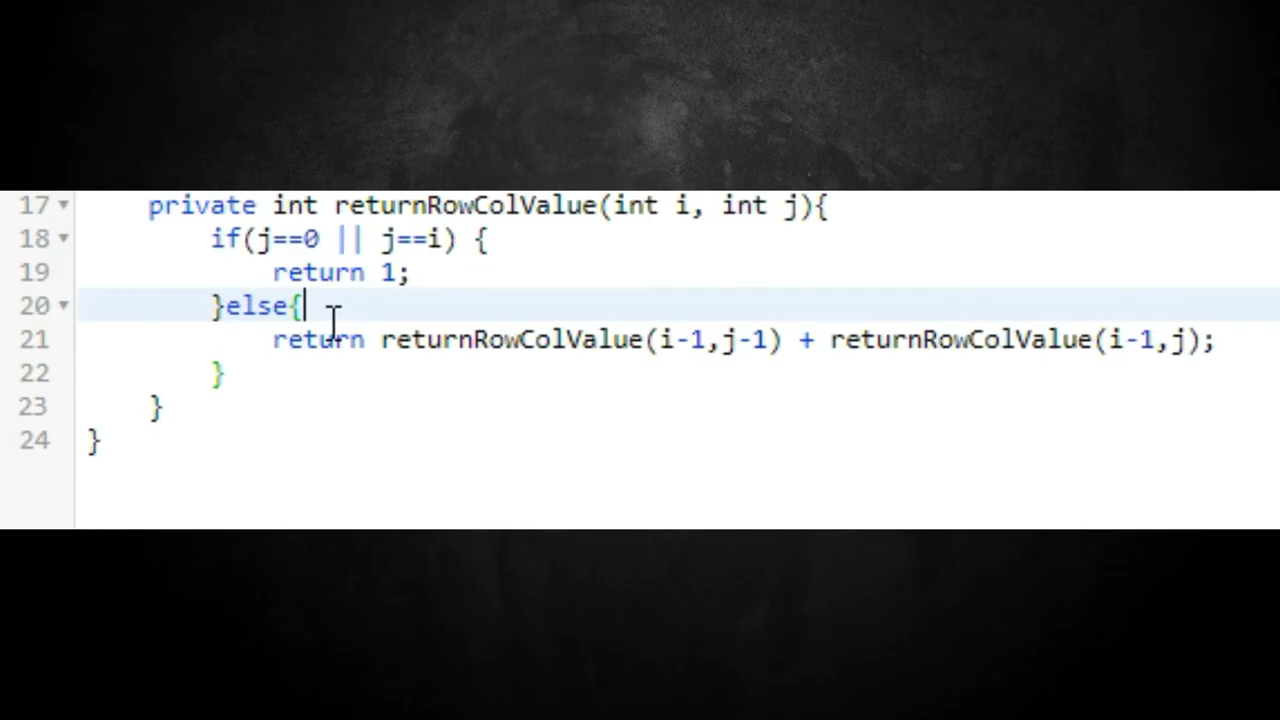 17 private int returnRowColValue(int i, int j){
18 if(j==0 || j==i) {
19 return 1;
20 }else{
21 return returnRowColValue(i-1,j-1) + returnRowColValue(i-1,j);
22 }
23 }
24 }